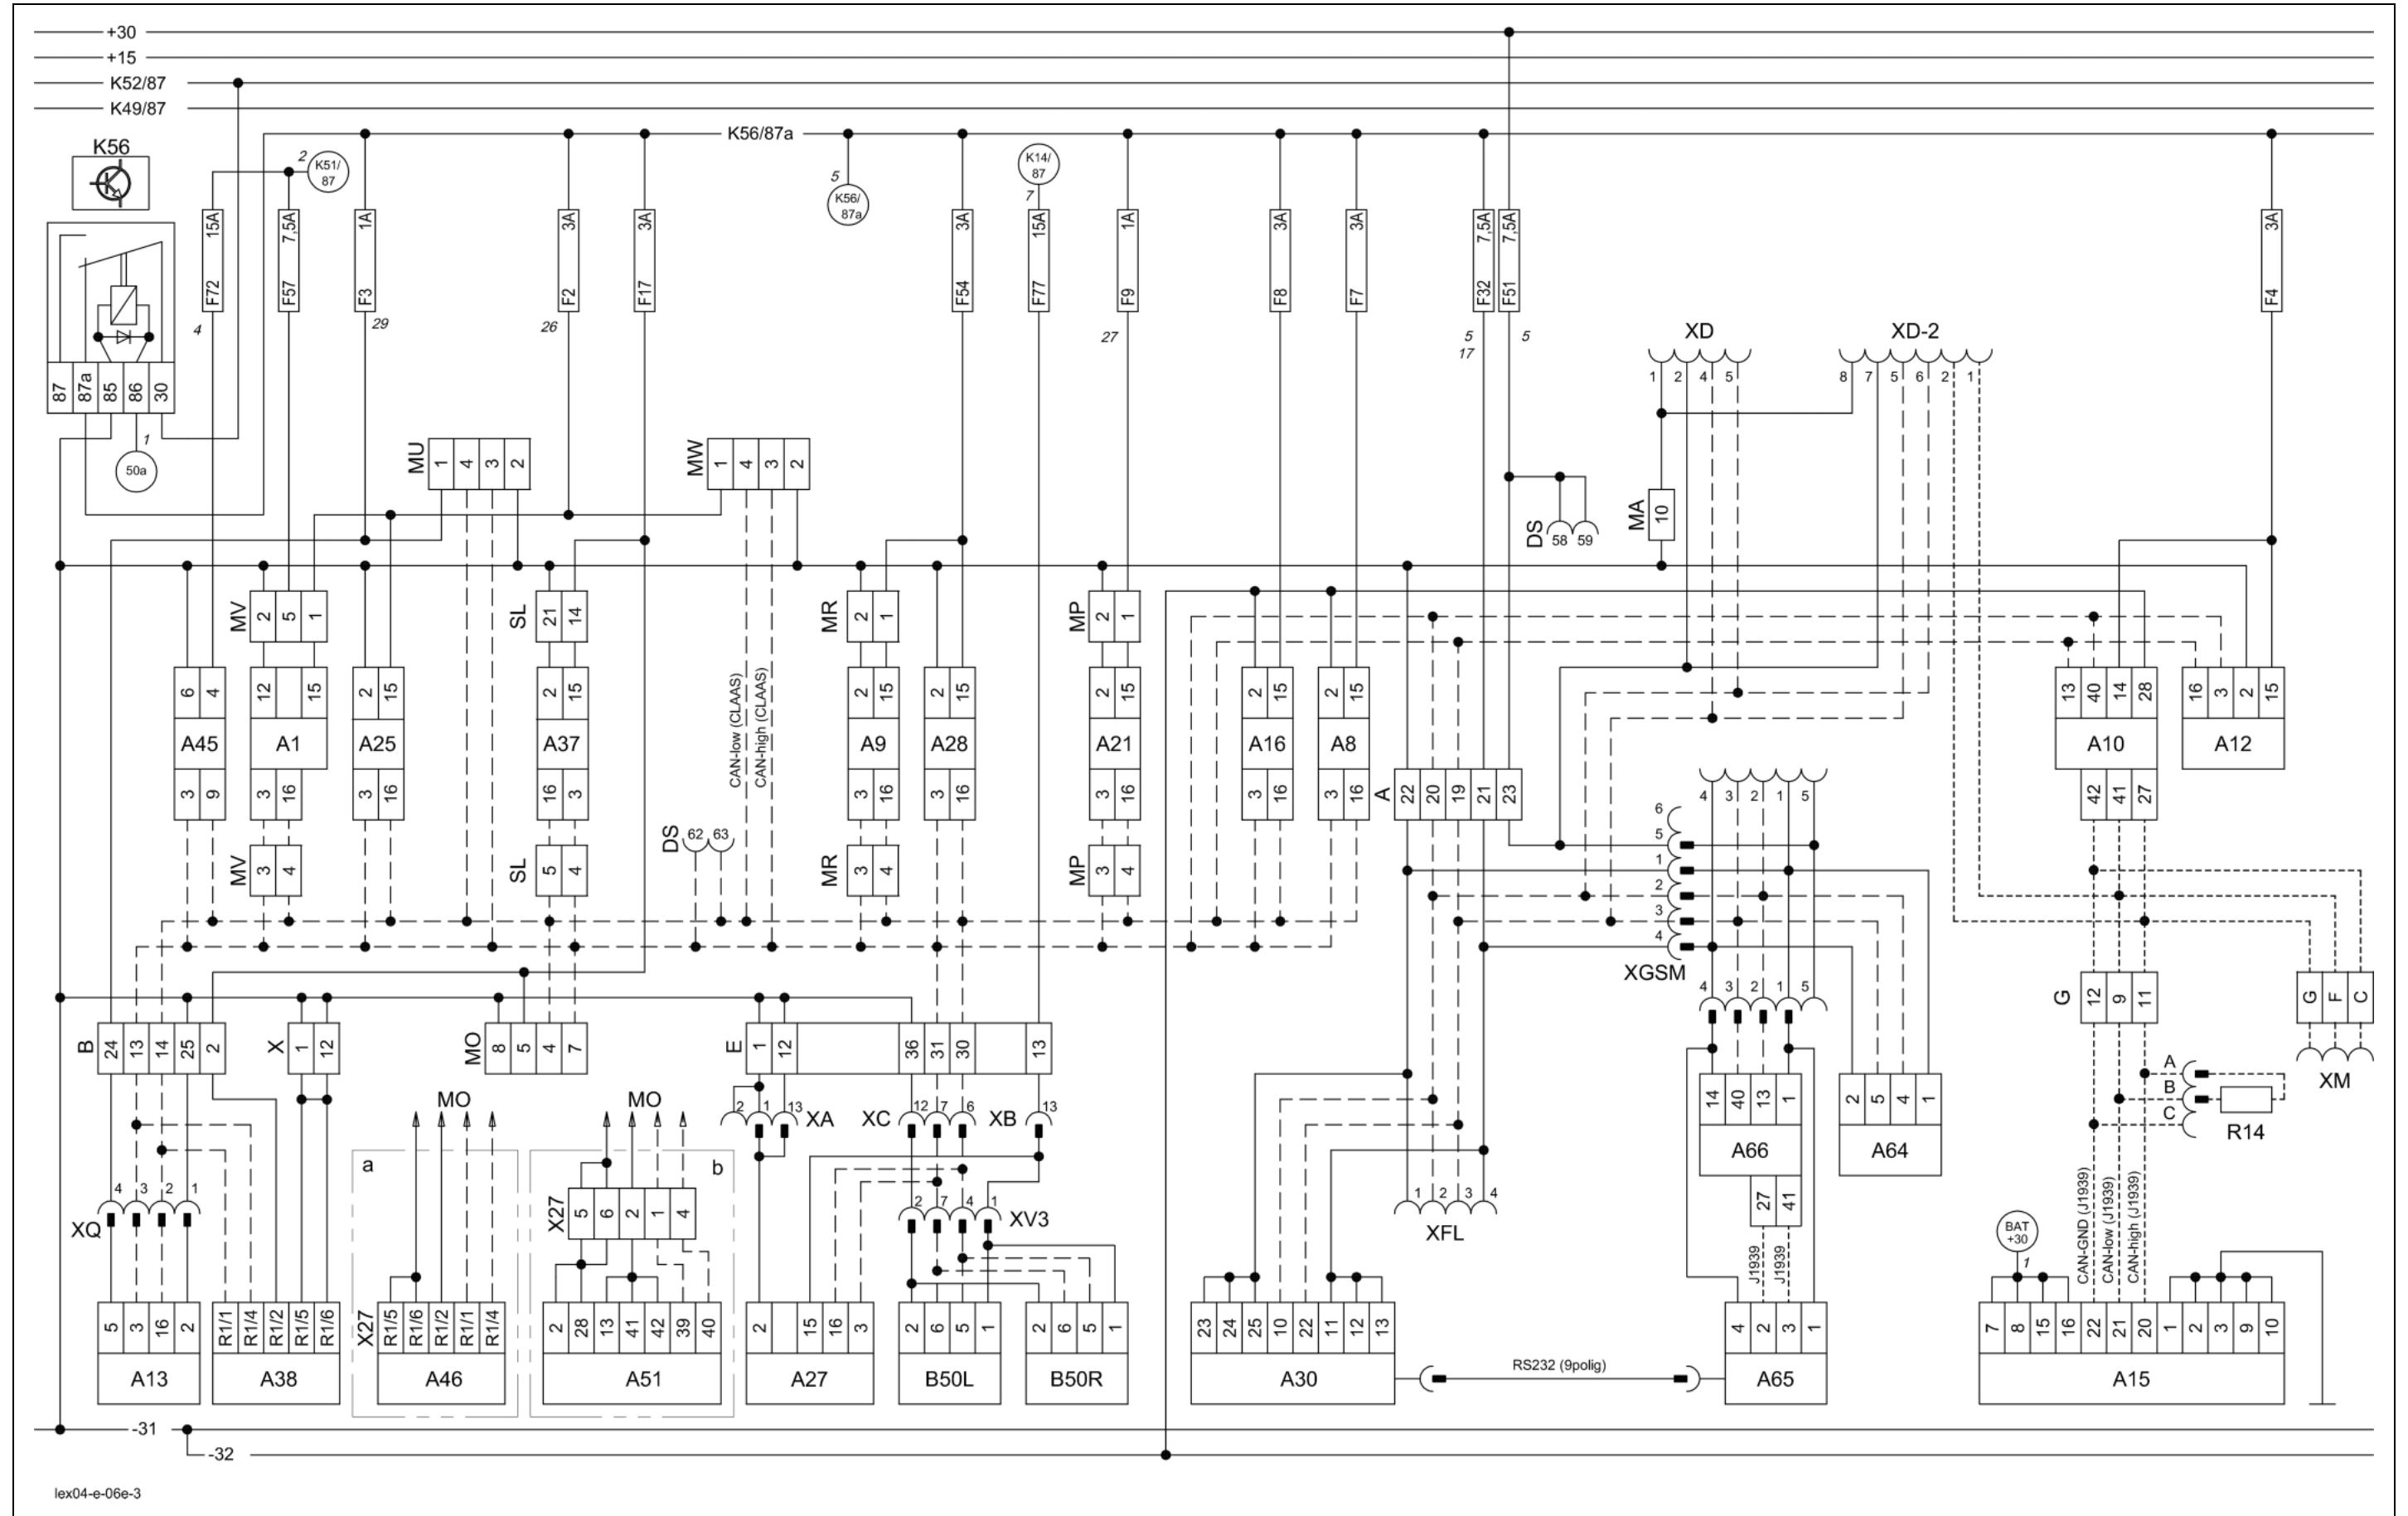 +30
+15
K52/87
K49/87
K56/87a
K56
2
K51/
87
5
K56/
87a
K14/
87
7
15A
F72
7,5A
F57
1A
F3
3A
F2
3A
F17
3A
F54
15A
F77
1A
F9
3A
F8
3A
F7
7,5A
F32
7,5A
F51
3A
F4
4
29
26
27
5
17
5
XD
1 2 4 5
XD-2
8 7 5 6 2 1
87 87a 85 86 30
1
50a
MU
1 4 3 2
MW
1 4 3 2
MA
10
DS
58 59
MV
2 5 1
SL
21 14
MR
2 1
MP
2 1
6 4
A45
3 9
12 15
A1
3 16
2 15
A25
3 16
2 15
A37
16 3
CAN-low (CLAAS)
CAN-high (CLAAS)
2 15
A9
3 16
2 15
A28
3 16
2 15
A21
3 16
2 15
A16
3 16
2 15
A8
3 16
A
22 20 19 21 23
13 40 14 28
A10
42 41 27
16 3 2 15
A12
MV
3 4
SL
5 4
DS
62 63
MR
3 4
MP
3 4
4 3 2 1 5
6
5
1
2
3
4
XGSM
4 3 2 1 5
B
24 13 14 25 2
X
1 12
MO
8 5 4 7
E
1 12 36 31 30 13
G
12 9 11
G F C
XM
MO
MO
2 1 13
XA
XC
12 7 6
XB
13
14 40 13 1
A66
27 41
2 5 4 1
A64
A
B
C
R14
a
b
4 3 2 1
XQ
X27
5 6 2 1 4
2 7 4 1
XV3
1 2 3 4
XFL
J1939
J1939
BAT
+30
1
CAN-GND (J1939)
CAN-low (J1939)
CAN-high (J1939)
5 3 16 2
A13
R1/1 R1/4 R1/2 R1/5 R1/6
A38
X27
R1/5 R1/6 R1/2 R1/1 R1/4
A46
2 28 13 41 42 39 40
A51
2 15 16 3
A27
2 6 5 1
B50L
2 6 5 1
B50R
23 24 25 10 22 11 12 13
A30
RS232 (9polig)
4 2 3 1
A65
7 8 15 16 22 21 20 1 2 3 9 10
A15
-31
-32
lex04-e-06e-3